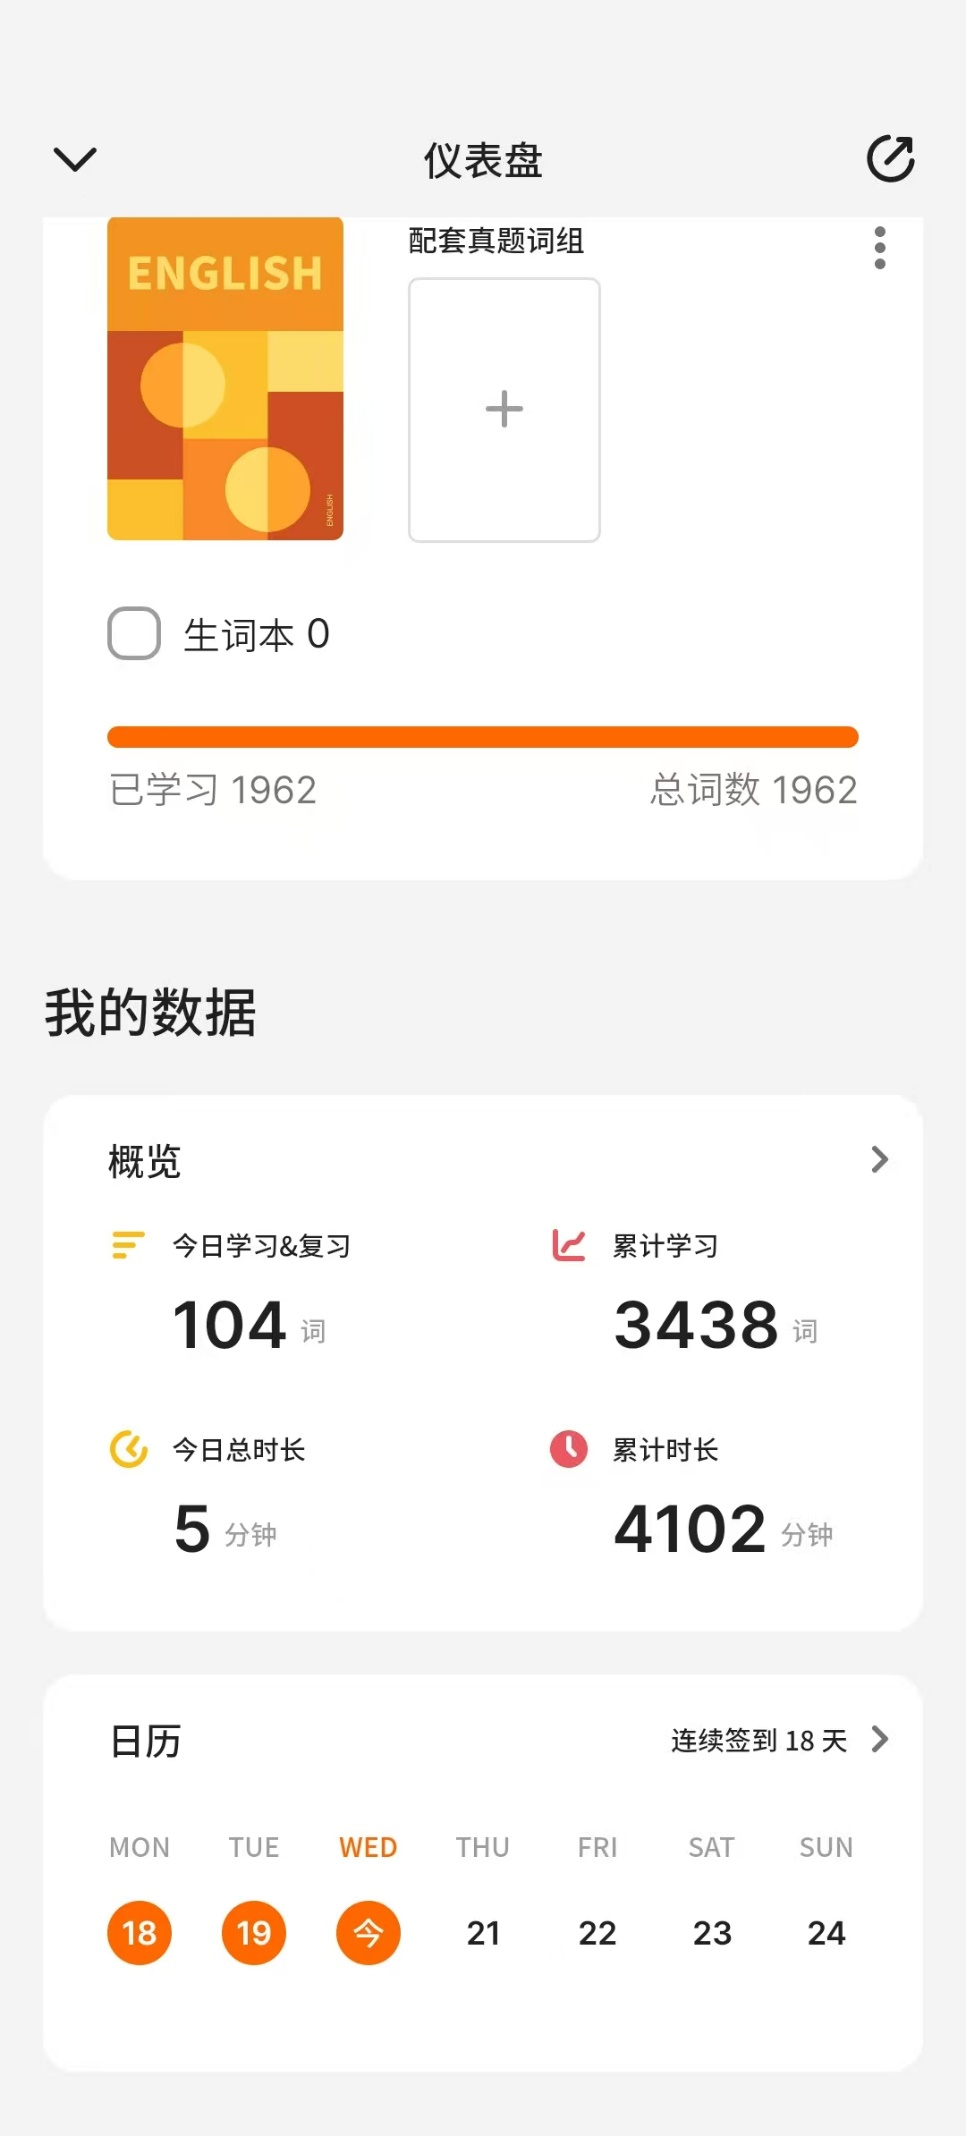 仪表盘
ENGLISH
ENGLISH
配套真题词组
生词本 0
已学习 1962
总词数 1962
我的数据
概览
今日学习&复习
104 词
累计学习
3438 词
今日总时长
5 分钟
累计时长
4102 分钟
日历
连续签到 18 天
MON TUE WED THU FRI SAT SUN
18 19 今 21 22 23 24